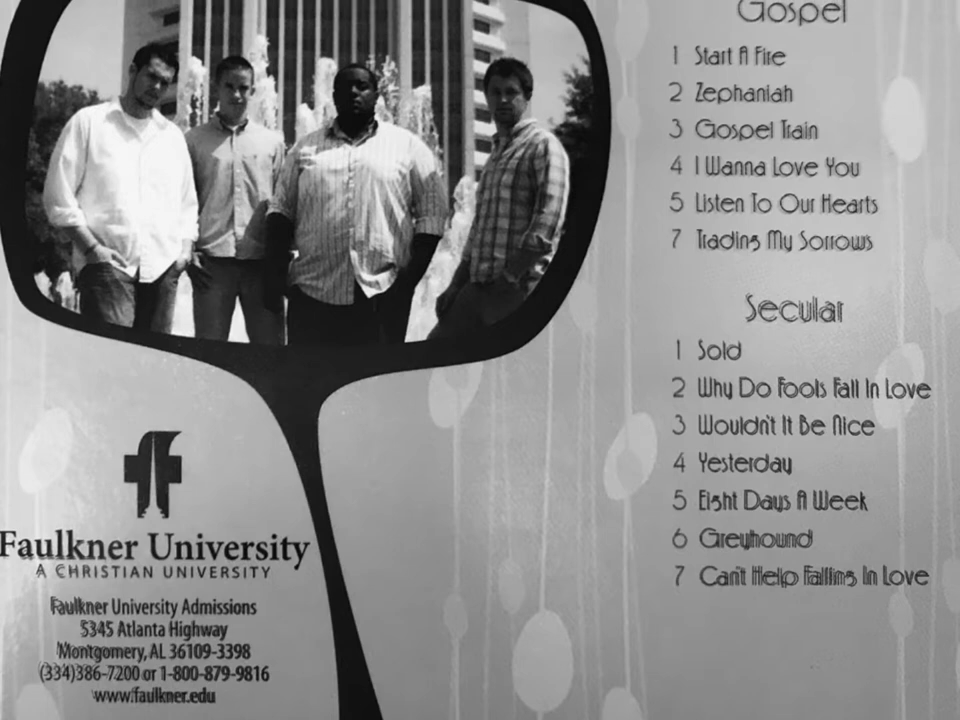 Faulkner University
A CHRISTIAN UNIVERSITY
Faulkner University Admissions
5345 Atlanta Highway
Montgomery, AL 36109-3398
(334)386-7200 or 1-800-879-9816
www.faulkner.edu
Gospel
1 Start A Fire
2 Zephaniah
3 Gospel Train
4 I Wanna Love You
5 Listen To Our Hearts
7 Trading My Sorrows
Secular
1 Sold
2 Why Do Fools Fall In Love
3 Wouldn't It Be Nice
4 Yesterday
5 Eight Days A Week
6 Greyhound
7 Can't Help Falling In Love